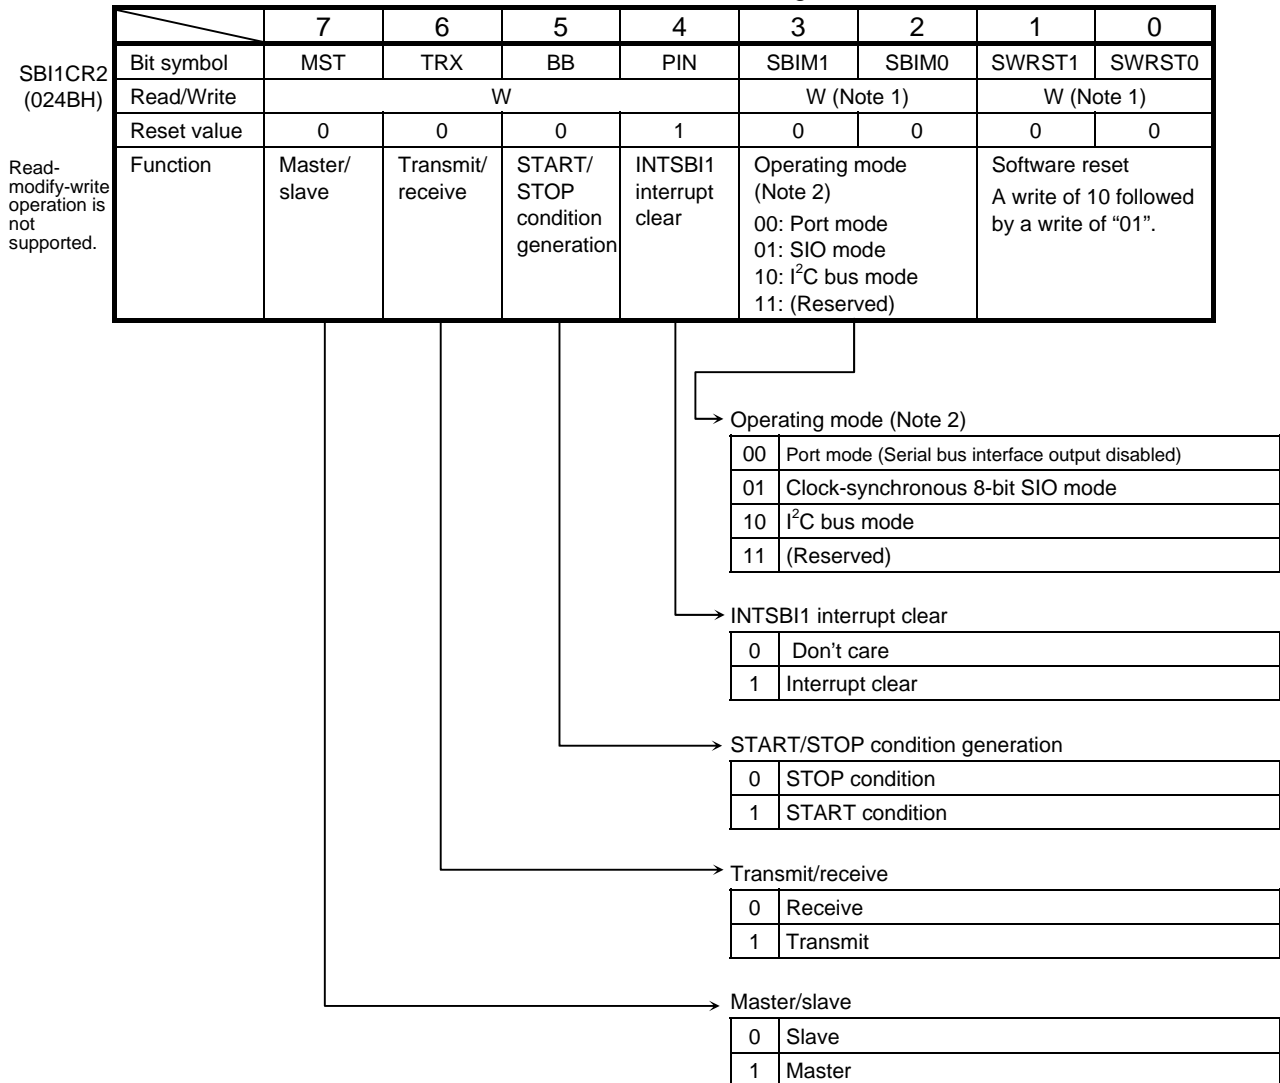 7 6 5 4 3 2 1 0
SBI1CR2
(024BH)
Bit symbol MST TRX BB PIN SBIM1 SBIM0 SWRST1 SWRST0
Read/Write W W (Note 1) W (Note 1)
Reset value 0 0 0 1 0 0 0 0
Read-
modify-write
operation is
not
supported.
Function
Master/
slave
Transmit/
receive
START/
STOP
condition
generation
INTSBI1
interrupt
clear
Operating mode
(Note 2)
00: Port mode
01: SIO mode
10: I²C bus mode
11: (Reserved)
Software reset
A write of 10 followed
by a write of “01”.
Operating mode (Note 2)
00 Port mode (Serial bus interface output disabled)
01 Clock-synchronous 8-bit SIO mode
10 I²C bus mode
11 (Reserved)
INTSBI1 interrupt clear
0 Don’t care
1 Interrupt clear
START/STOP condition generation
0 STOP condition
1 START condition
Transmit/receive
0 Receive
1 Transmit
Master/slave
0 Slave
1 Master